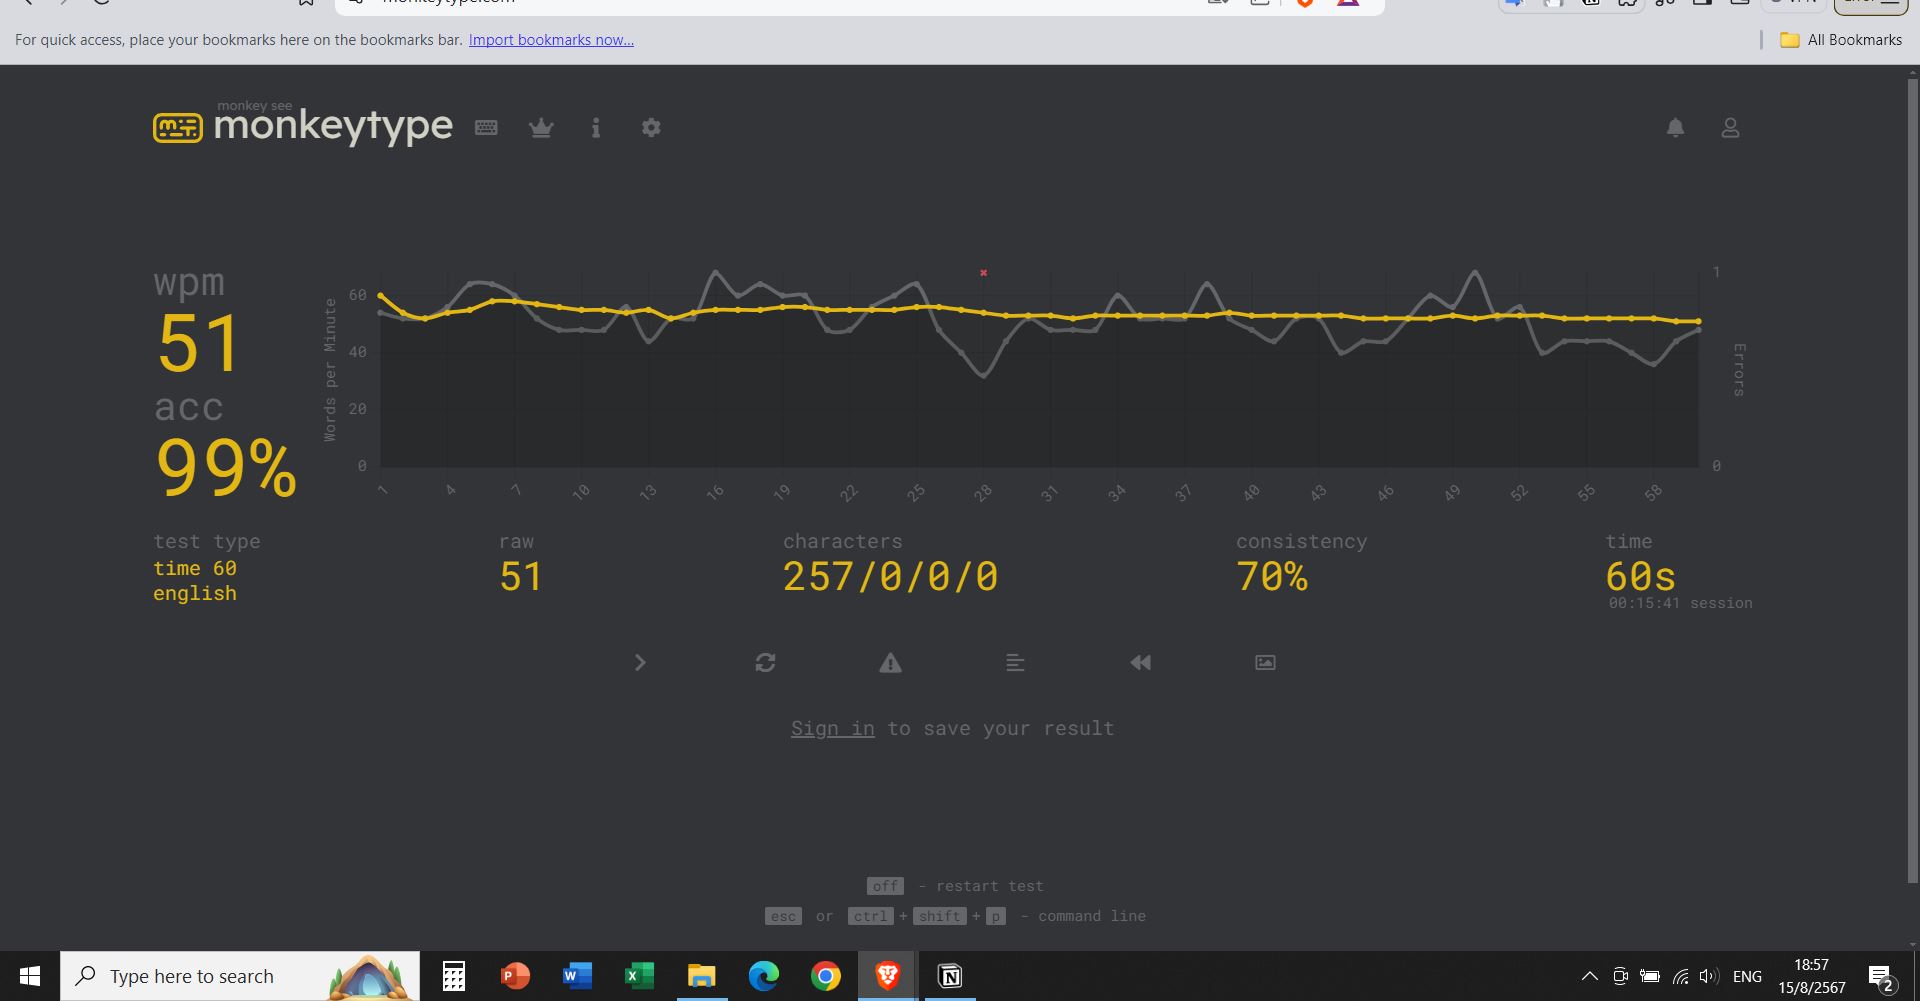 For quick access, place your bookmarks here on the bookmarks bar. Import bookmarks now...
All Bookmarks
monkey see
monkeytype
wpm
51
acc
99%
Words per Minute
60
40
20
0
1
4
7
10
13
16
19
22
25
28
31
34
37
40
43
46
49
52
55
58
1
0
Errors
test type
time 60
english
raw
51
characters
257/0/0/0
consistency
70%
time
60s
00:15:41 session
Sign in to save your result
off - restart test
esc or ctrl + shift + p - command line
Type here to search
ENG
18:57
15/8/2567
2